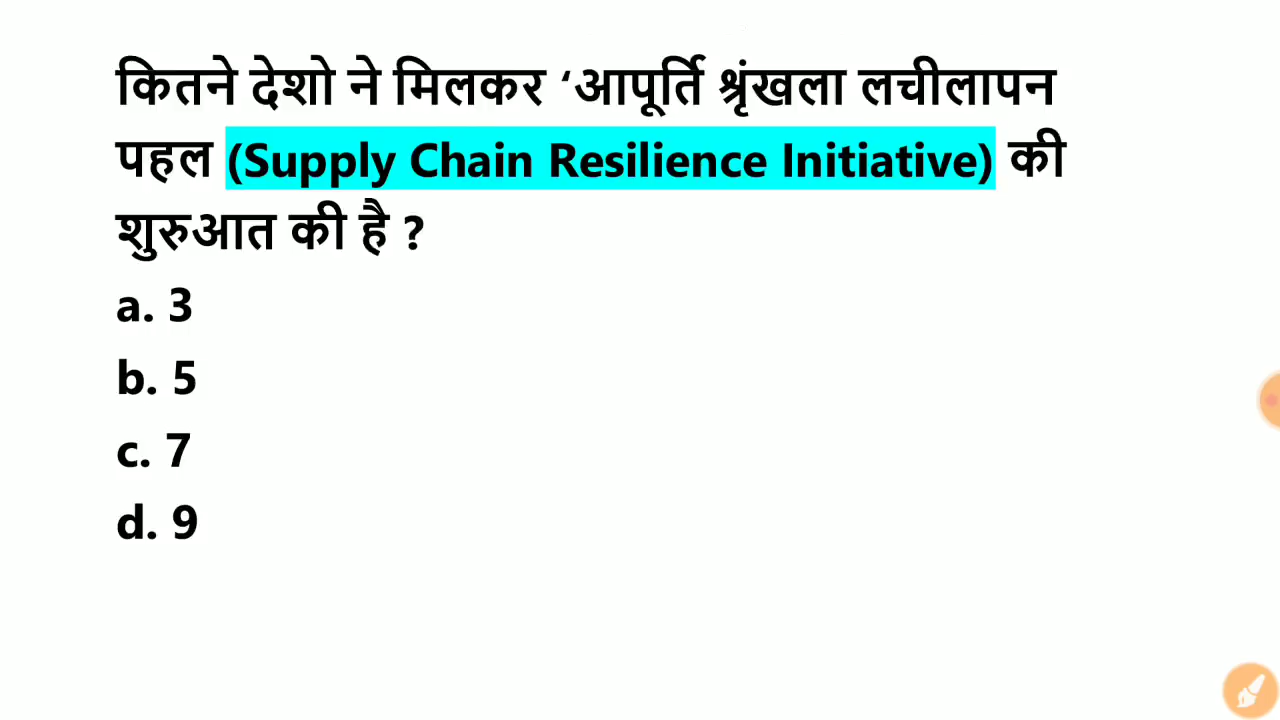 कितने देशो ने मिलकर ‘आपूर्ति श्रृंखला लचीलापन
पहल (Supply Chain Resilience Initiative) की
शुरुआत की है ?
a. 3
b. 5
c. 7
d. 9